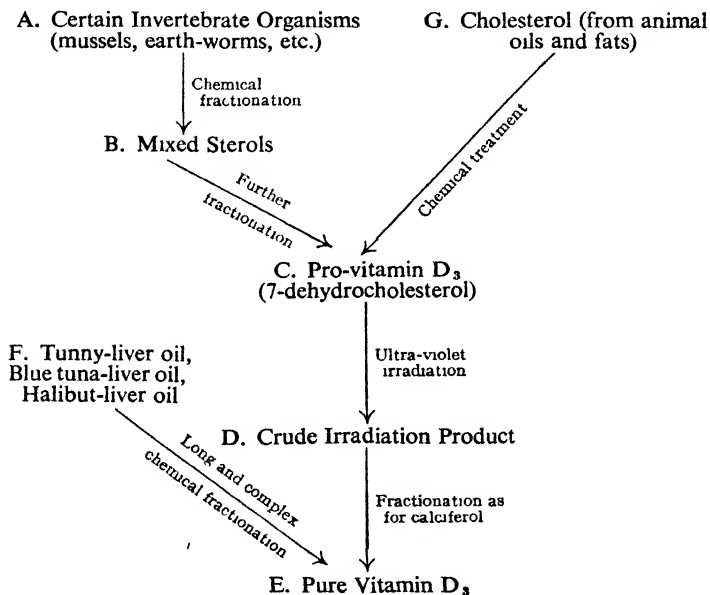 A. Certain Invertebrate Organisms
(mussels, earth-worms, etc.)
G. Cholesterol (from animal
oils and fats)
Chemical
fractionation
Chemical treatment
B. Mixed Sterols
Further
fractionation
C. Pro-vitamin D₃
(7-dehydrocholesterol)
F. Tunny-liver oil,
Blue tuna-liver oil,
Halibut-liver oil
Ultra-violet
irradiation
D. Crude Irradiation Product
Long and complex
chemical fractionation
Fractionation as
for calciferol
E. Pure Vitamin D₃